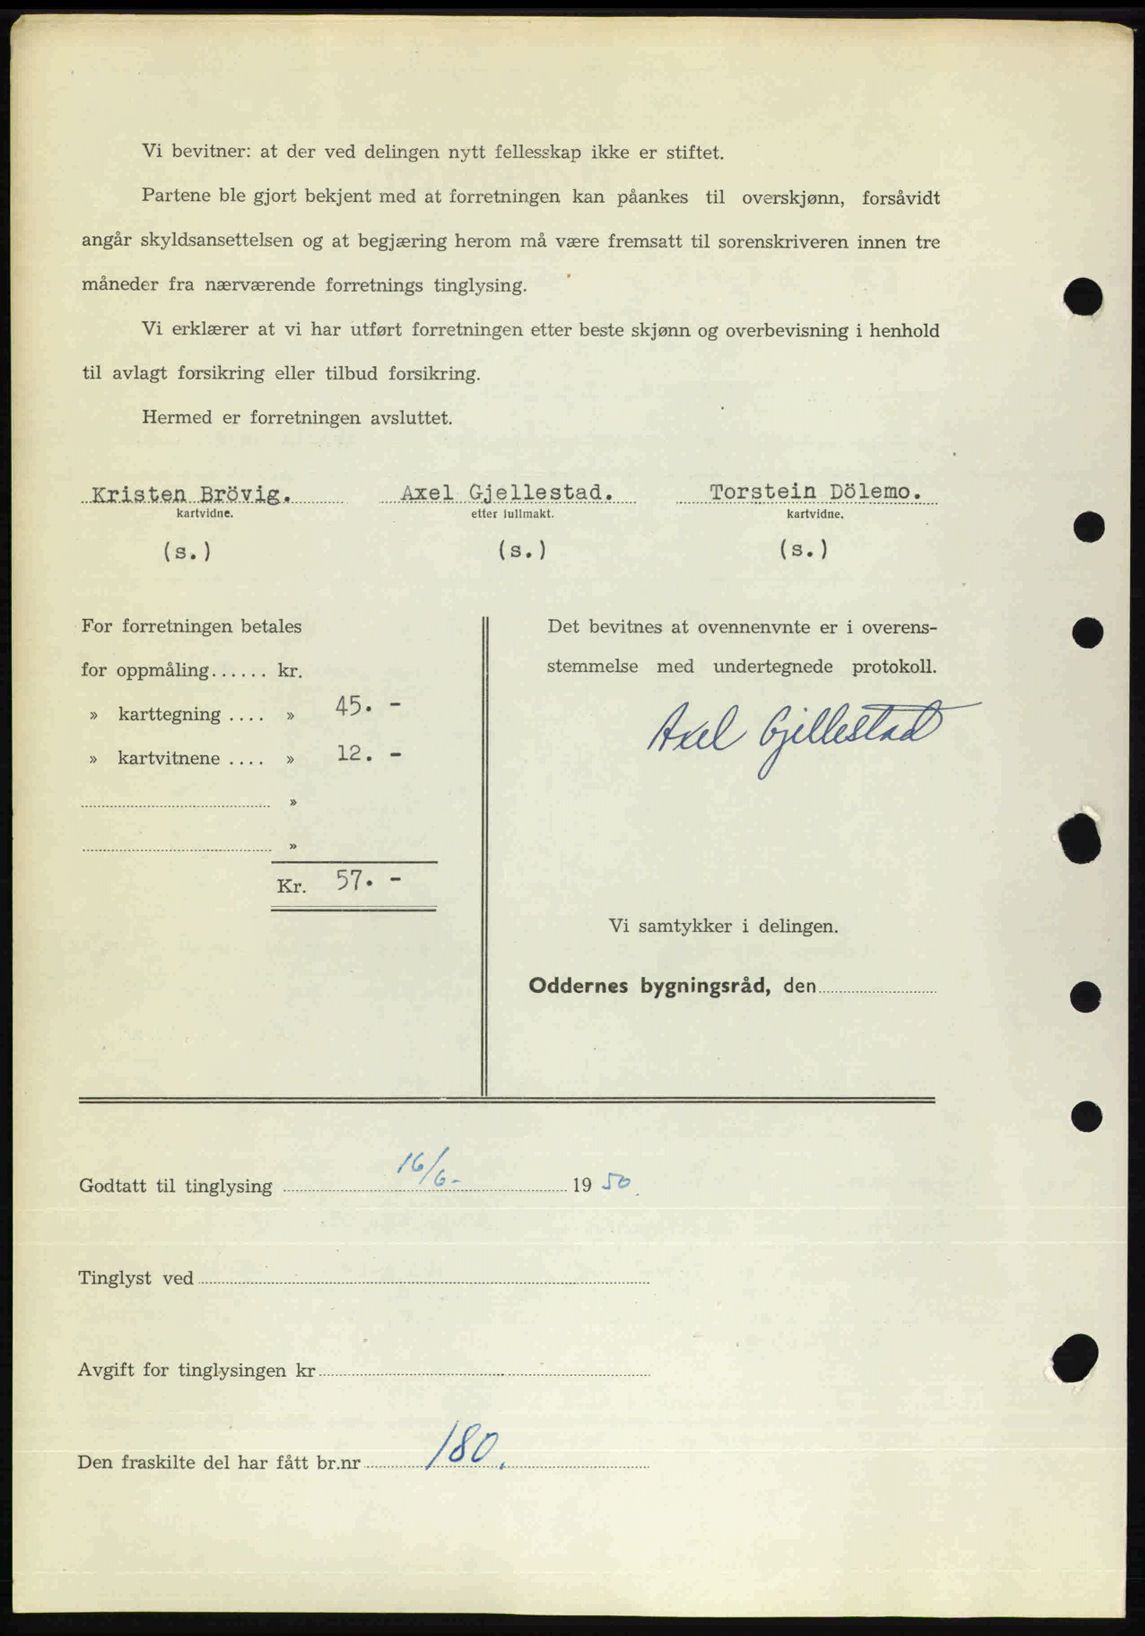 Vi bevitner: at der ved delingen nytt fellesskap ikke er stiftet.
Partene ble gjort bekjent med at forretningen kan påankes til overskjønn, forsåvidt
angår skyldsansettelsen og at begjæring herom må være fremsatt til sorenskriveren innen tre
måneder fra nærværende forretnings tinglysing.
Vi erklærer at vi har utført forretningen etter beste skjønn og overbevisning i henhold
til avlagt forsikring eller tilbud forsikring.
Hermed er forretningen avsluttet.
Kristen Brövig. Axel Gjellestad. Torstein Dölemo.
kartvidne. etter fullmakt. kartvidne.
(s.) (s.) (s.)
For forretningen betales
for oppmåling...... kr.
» karttegning .... » 45. -
» kartvitnene .... » 12. -
»
»
Kr. 57. -
Det bevitnes at ovennenvnte er i overens-
stemmelse med undertegnede protokoll.
Axel Gjellestad
Vi samtykker i delingen.
Oddernes bygningsråd, den
Godtatt til tinglysing 16/6- 1950.
Tinglyst ved
Avgift for tinglysingen kr
Den fraskilte del har fått br.nr 180.